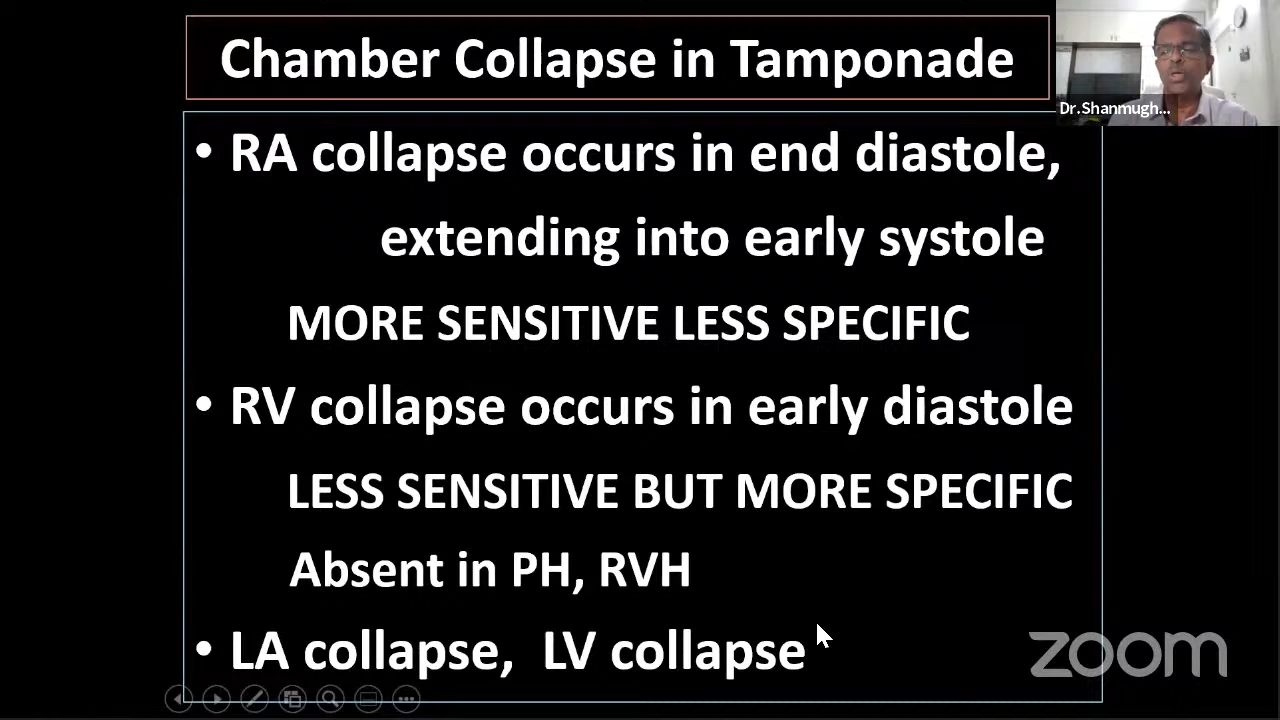 Chamber Collapse in Tamponade
Dr.Shanmugh...
• RA collapse occurs in end diastole,
extending into early systole
MORE SENSITIVE LESS SPECIFIC
• RV collapse occurs in early diastole
LESS SENSITIVE BUT MORE SPECIFIC
Absent in PH, RVH
• LA collapse, LV collapse
zoom